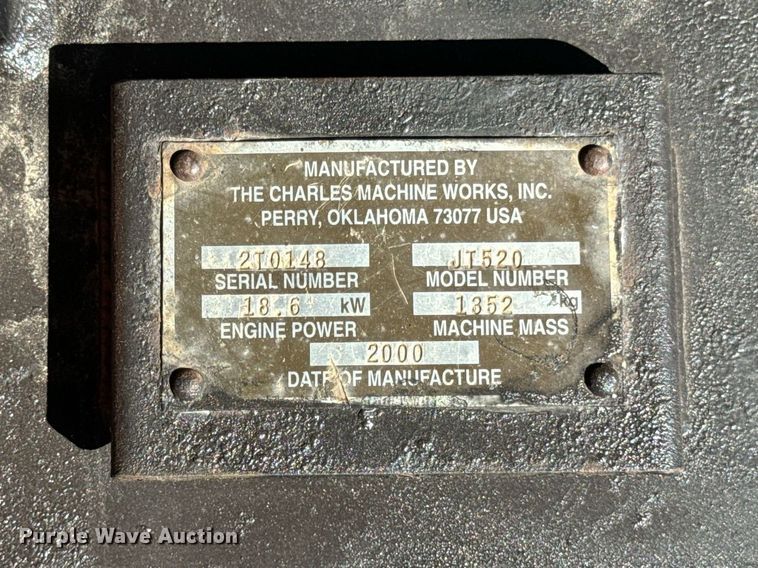 MANUFACTURED BY
THE CHARLES MACHINE WORKS, INC.
PERRY, OKLAHOMA 73077 USA
2T0148 JT520
SERIAL NUMBER MODEL NUMBER
18.6 kW 1352 kg
ENGINE POWER MACHINE MASS
2000
DATE OF MANUFACTURE
Purple Wave Auction